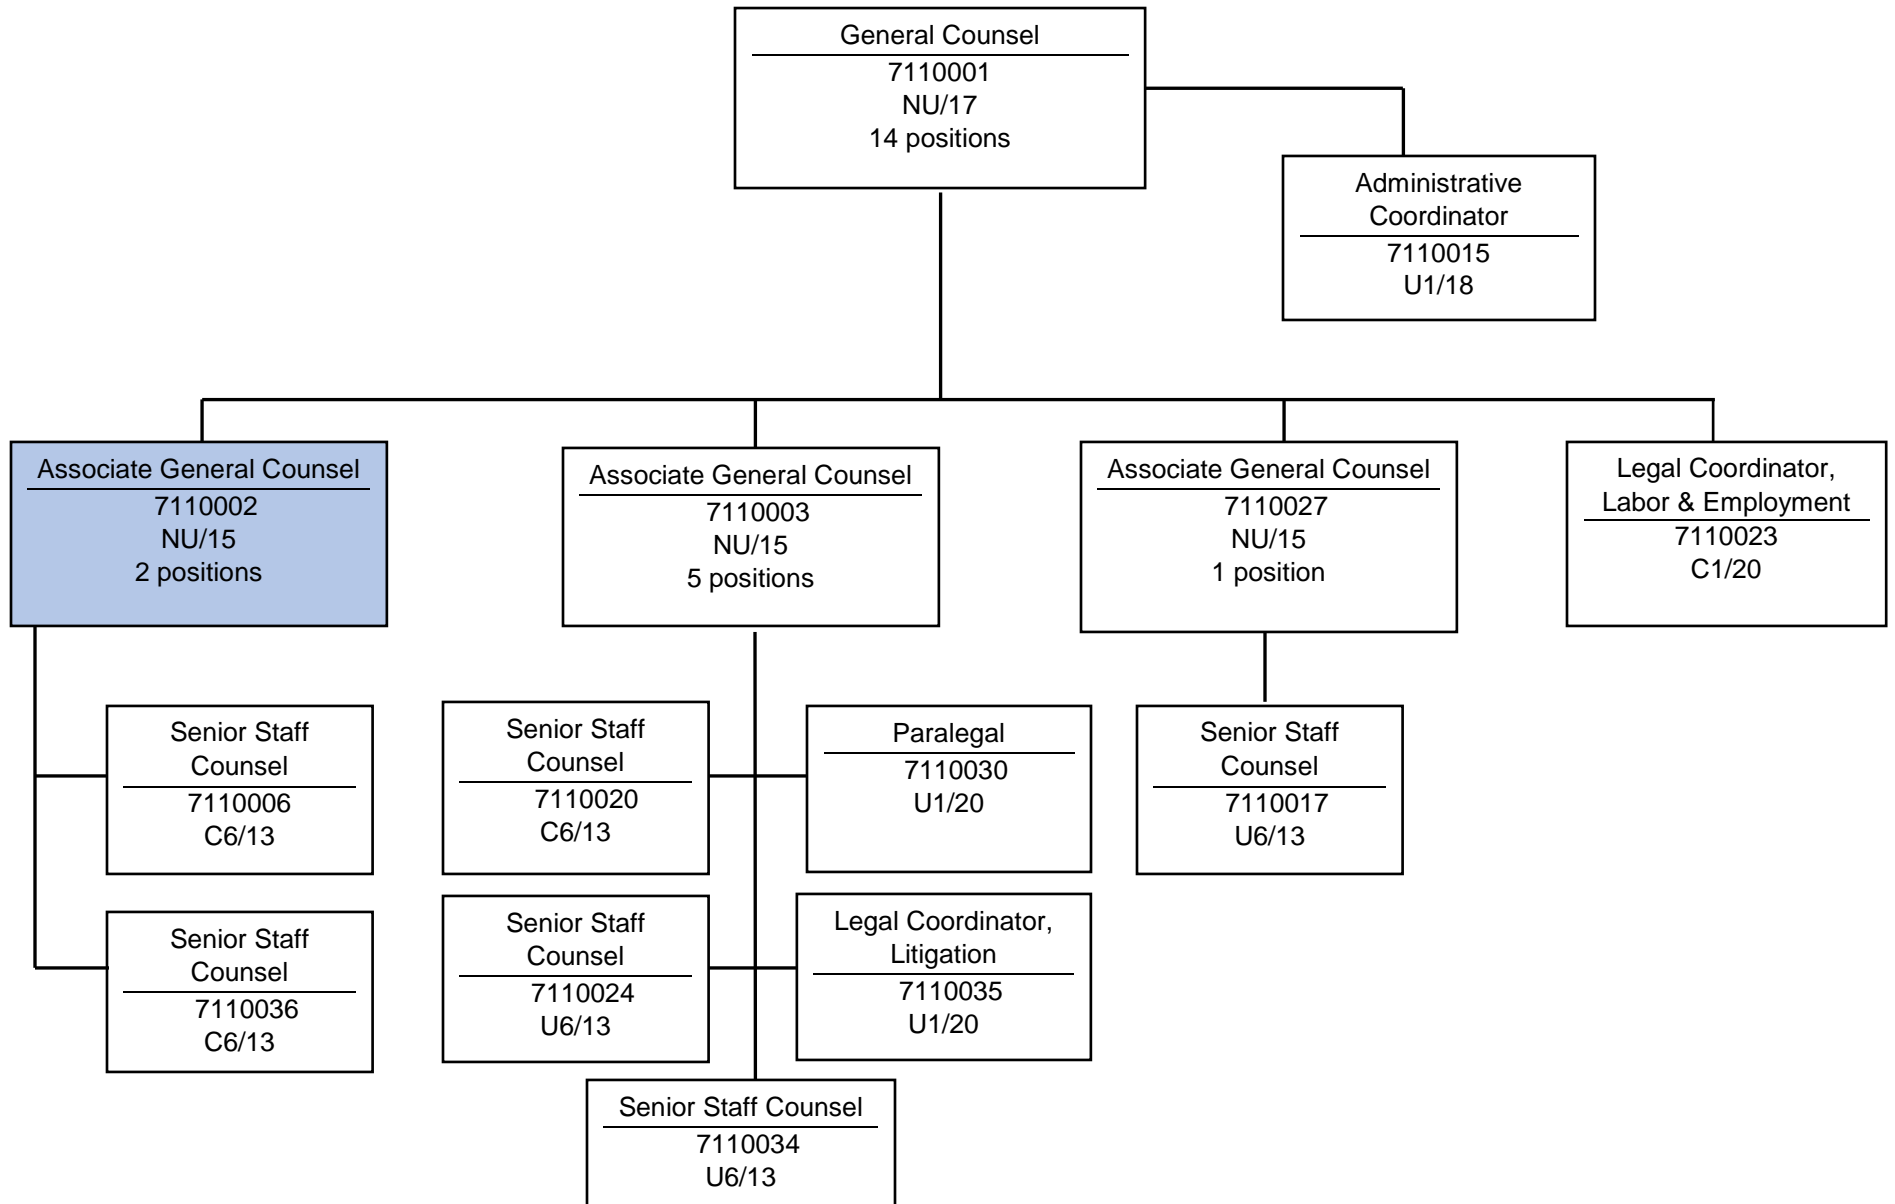 General Counsel
7110001
NU/17
14 positions
Administrative
Coordinator
7110015
U1/18
Associate General Counsel
7110002
NU/15
2 positions
Associate General Counsel
7110003
NU/15
5 positions
Associate General Counsel
7110027
NU/15
1 position
Legal Coordinator,
Labor & Employment
7110023
C1/20
Senior Staff
Counsel
7110006
C6/13
Senior Staff
Counsel
7110020
C6/13
Paralegal
7110030
U1/20
Senior Staff
Counsel
7110017
U6/13
Senior Staff
Counsel
7110036
C6/13
Senior Staff
Counsel
7110024
U6/13
Legal Coordinator,
Litigation
7110035
U1/20
Senior Staff Counsel
7110034
U6/13